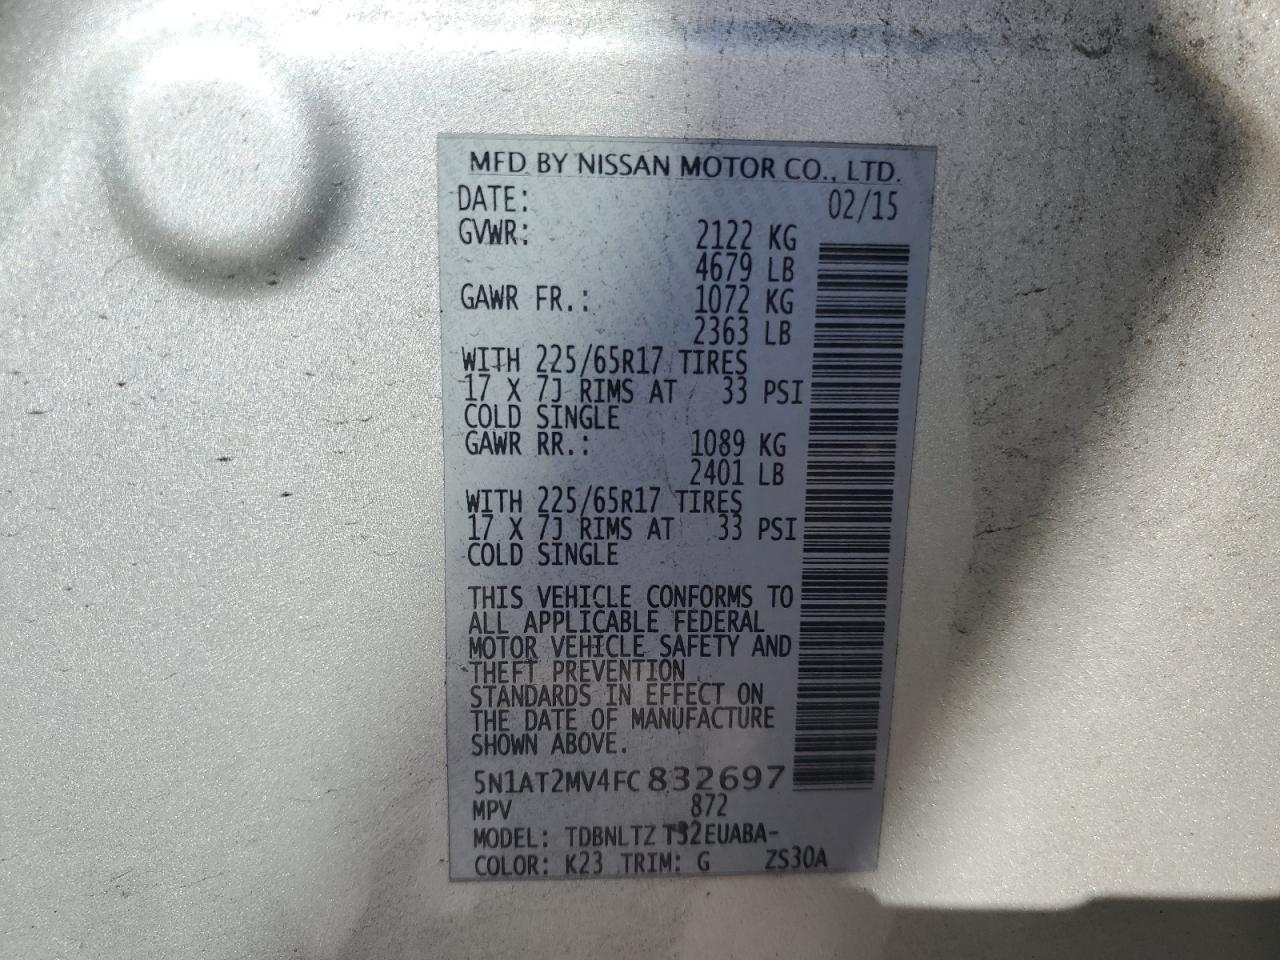 MFD BY NISSAN MOTOR CO., LTD.
DATE: 02/15
GVWR: 2122 KG
4679 LB
GAWR FR.: 1072 KG
2363 LB
WITH 225/65R17 TIRES
17 X 7J RIMS AT 33 PSI
COLD SINGLE
GAWR RR.: 1089 KG
2401 LB
WITH 225/65R17 TIRES
17 X 7J RIMS AT 33 PSI
COLD SINGLE
THIS VEHICLE CONFORMS TO
ALL APPLICABLE FEDERAL
MOTOR VEHICLE SAFETY AND
THEFT PREVENTION
STANDARDS IN EFFECT ON
THE DATE OF MANUFACTURE
SHOWN ABOVE.
5N1AT2MV4FC832697
MPV 872
MODEL: TDBNLTZ T32EUABA-
COLOR: K23 TRIM: G ZS30A